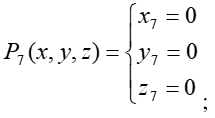 P₇(x, y, z) = { x₇ = 0
y₇ = 0
z₇ = 0 ;